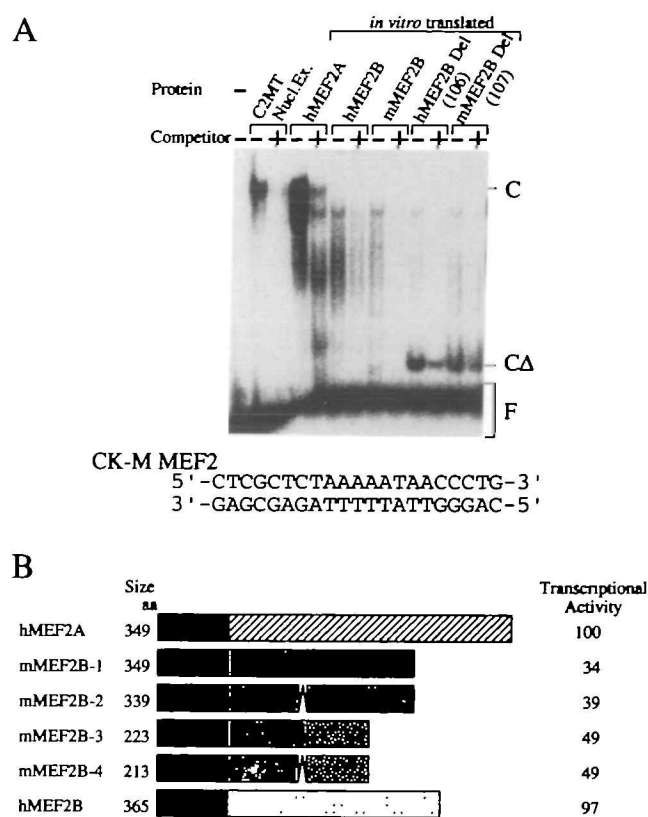 A
in vitro translated
Protein – C2MT Nucl.Ex. hMEF2A hMEF2B mMEF2B hMEF2B Del (106) mMEF2B Del (107)
Competitor – – + – + – + – + – + – +
C
CΔ
F
CK-M MEF2
5'-CTCGCTCTAAAAATAACCCTG-3'
3'-GAGCGAGATTTTTATTGGGAC-5'
B
Size aa Transcriptional Activity
hMEF2A 349 100
mMEF2B-1 349 34
mMEF2B-2 339 39
mMEF2B-3 223 49
mMEF2B-4 213 49
hMEF2B 365 97